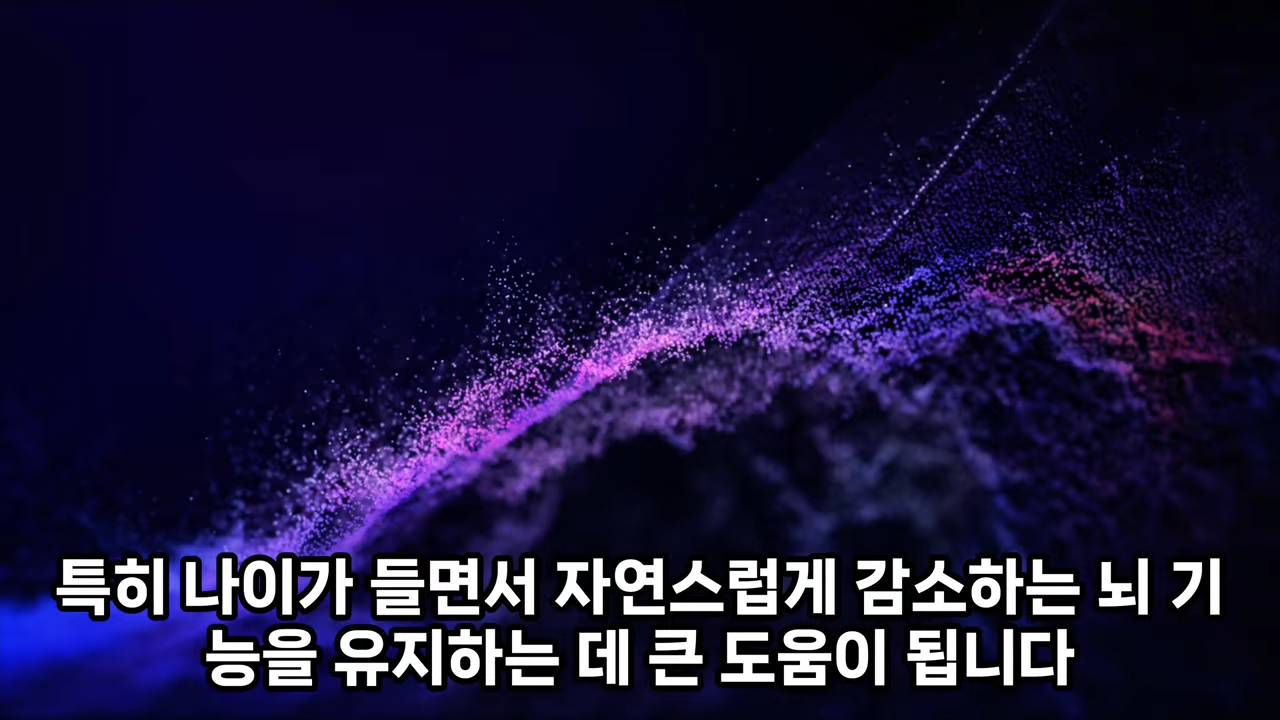 특히 나이가 들면서 자연스럽게 감소하는 뇌 기
능을 유지하는 데 큰 도움이 됩니다